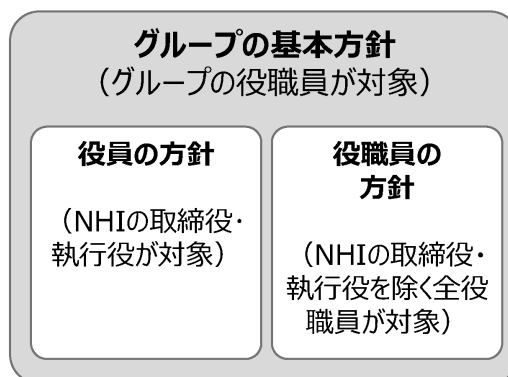 グループの基本方針
（グループの役職員が対象）
役員の方針
（NHIの取締役・
執行役が対象）
役職員の
方針
（NHIの取締役・
執行役を除く全役
職員が対象）